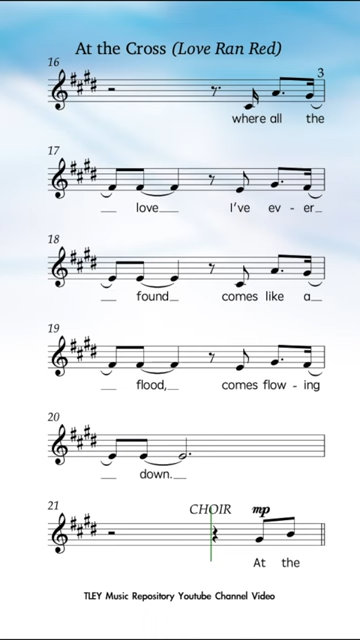 At the Cross (Love Ran Red)
16
3
where all the
17
love I've ev - er
18
found comes like a
19
flood, comes flow - ing
20
down.
21
CHOIR mp
At the
TLEY Music Repository Youtube Channel Video